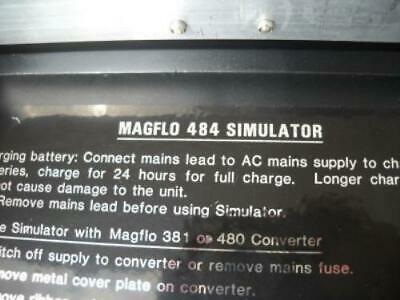 MAGFLO 484 SIMULATOR
rging battery: Connect mains lead to AC mains supply to ch
eries, charge for 24 hours for full charge. Longer char
not cause damage to the unit.
Remove mains lead before using Simulator.
e Simulator with Magflo 381 or 480 Converter
itch off supply to converter or remove mains fuse.
move metal cover plate on converter.
move ribbon